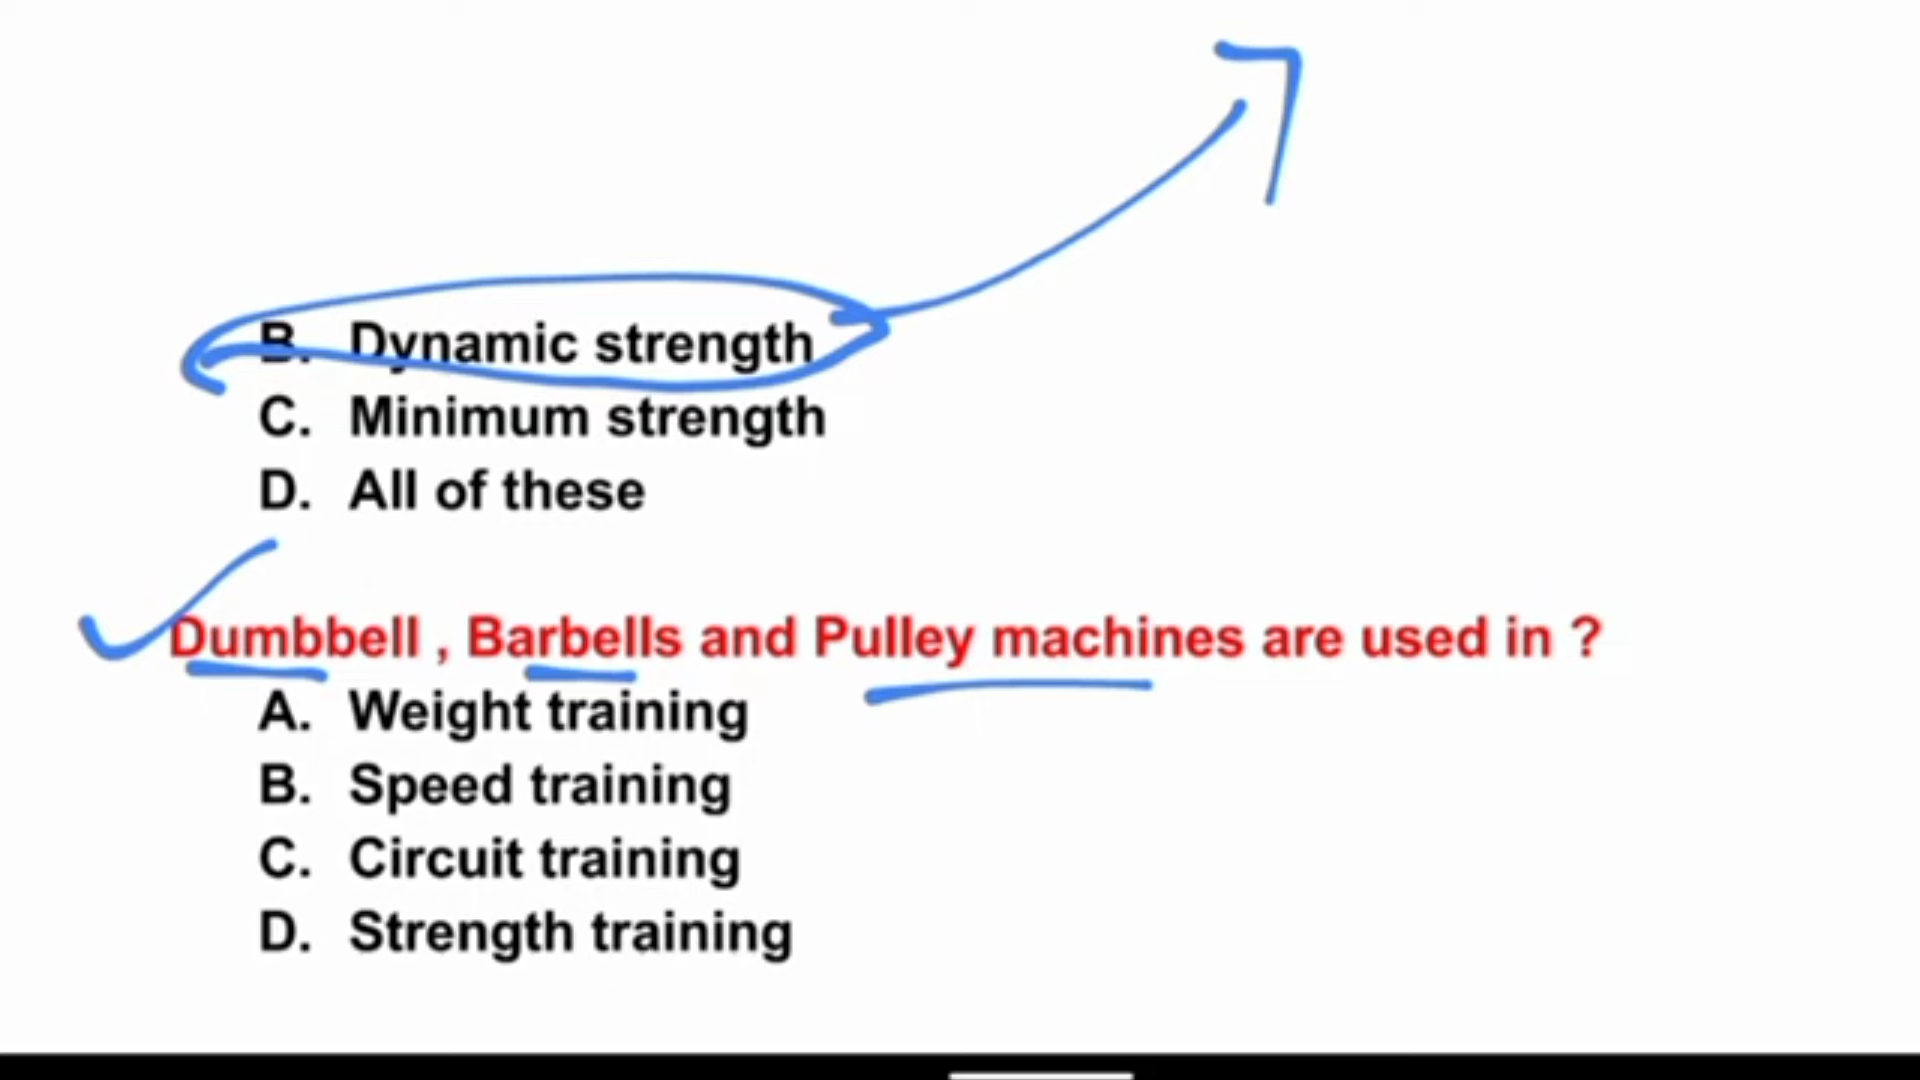 B. Dynamic strength
C. Minimum strength
D. All of these
Dumbbell , Barbells and Pulley machines are used in ?
A. Weight training
B. Speed training
C. Circuit training
D. Strength training